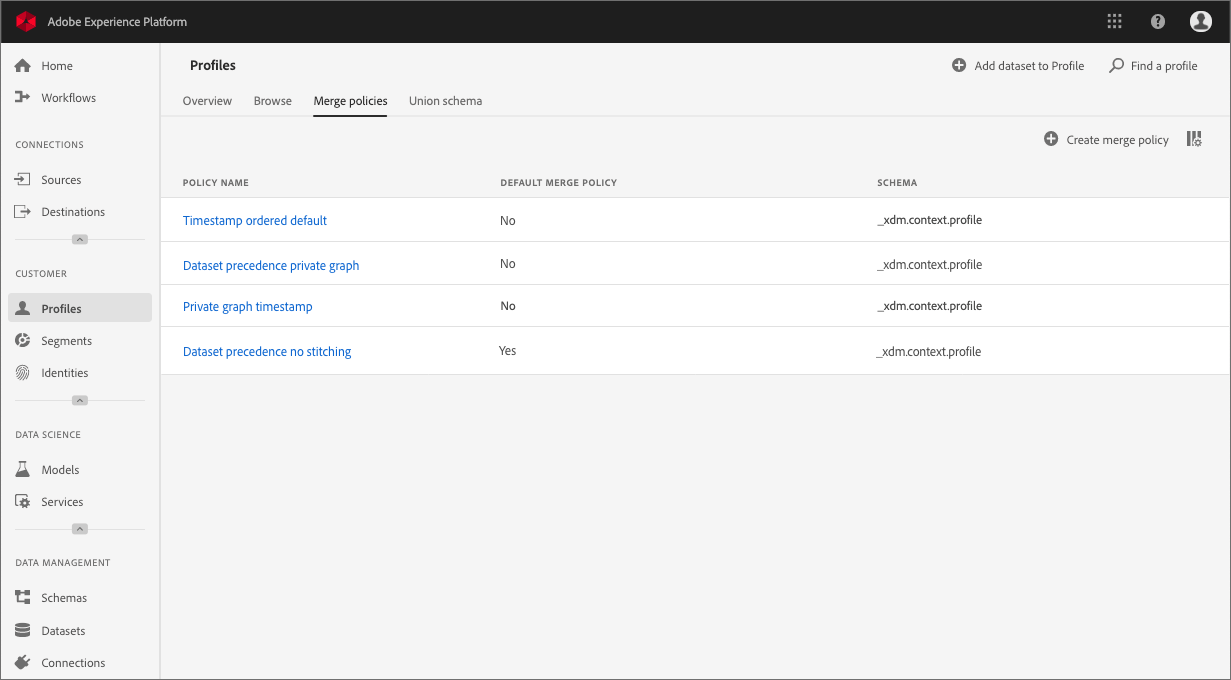 Adobe Experience Platform
Home
Workflows
CONNECTIONS
Sources
Destinations
CUSTOMER
Profiles
Segments
Identities
DATA SCIENCE
Models
Services
DATA MANAGEMENT
Schemas
Datasets
Connections
Profiles
Add dataset to Profile
Find a profile
Overview Browse Merge policies Union schema
Create merge policy
POLICY NAME DEFAULT MERGE POLICY SCHEMA
Timestamp ordered default No _xdm.context.profile
Dataset precedence private graph No _xdm.context.profile
Private graph timestamp No _xdm.context.profile
Dataset precedence no stitching Yes _xdm.context.profile